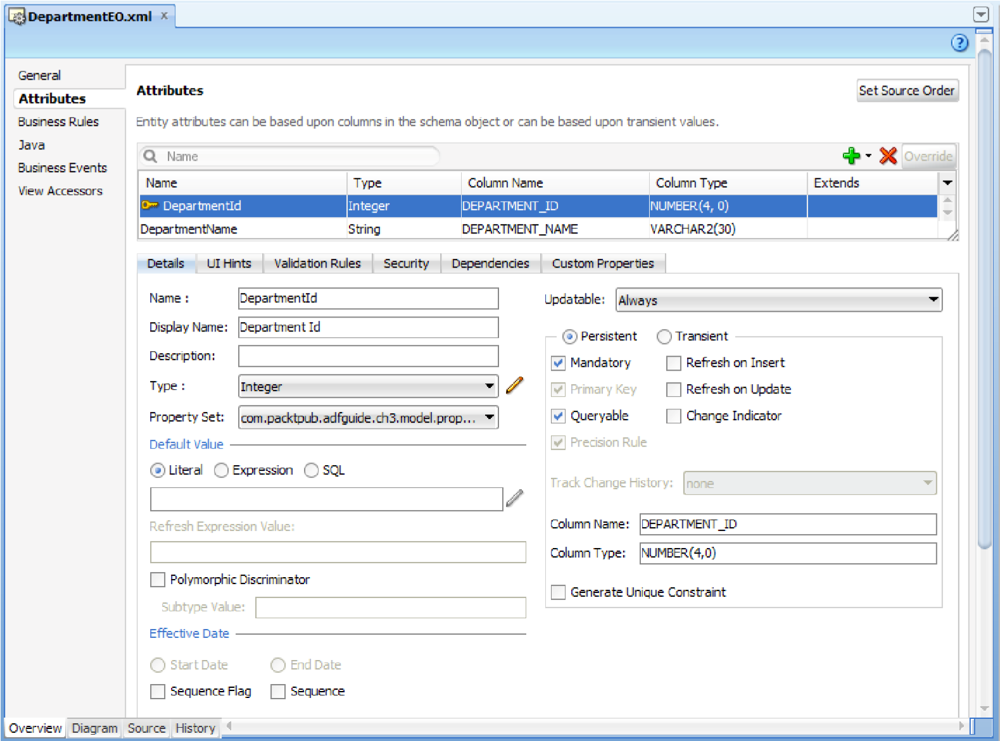 DepartmentEO.xml x
General
Attributes
Business Rules
Java
Business Events
View Accessors
Attributes
Set Source Order
Entity attributes can be based upon columns in the schema object or can be based upon transient values.
Name
Override
Name Type Column Name Column Type Extends
DepartmentId Integer DEPARTMENT_ID NUMBER(4, 0)
DepartmentName String DEPARTMENT_NAME VARCHAR2(30)
Details UI Hints Validation Rules Security Dependencies Custom Properties
Name : DepartmentId
Display Name: Department Id
Description:
Type : Integer
Property Set: com.packtpub.adfguide.ch3.model.prop...
Default Value
Literal Expression SQL
Refresh Expression Value:
Polymorphic Discriminator
Subtype Value:
Effective Date
Start Date End Date
Sequence Flag Sequence
Updatable: Always
Persistent Transient
Mandatory Refresh on Insert
Primary Key Refresh on Update
Queryable Change Indicator
Precision Rule
Track Change History: none
Column Name: DEPARTMENT_ID
Column Type: NUMBER(4,0)
Generate Unique Constraint
Overview Diagram Source History